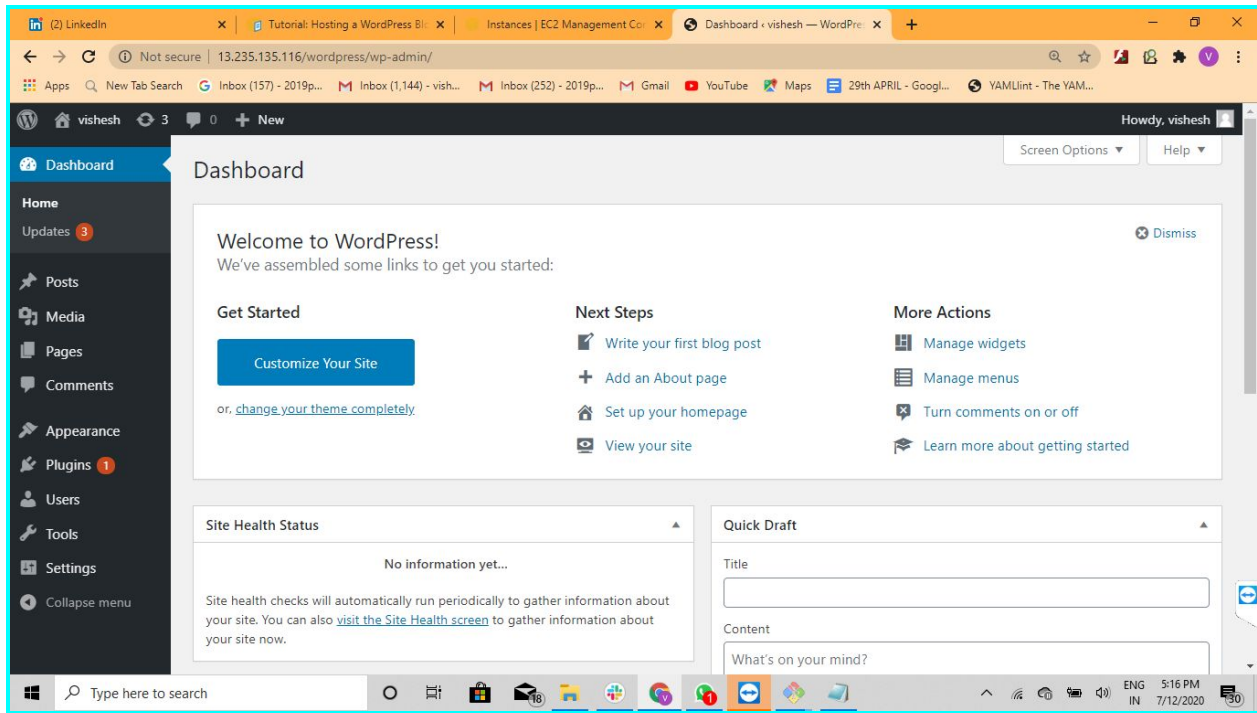 (2) LinkedIn
Tutorial: Hosting a WordPress Blo
Instances | EC2 Management Con
Dashboard ‹ vishesh — WordPres
Not secure | 13.235.135.116/wordpress/wp-admin/
V
Apps New Tab Search Inbox (157) - 2019p... Inbox (1,144) - vish... Inbox (252) - 2019p... Gmail YouTube Maps 29th APRIL - Googl... YAMLlint - The YAM...
vishesh 3 0 + New Howdy, vishesh
Dashboard
Home
Updates 3
Posts
Media
Pages
Comments
Appearance
Plugins 1
Users
Tools
Settings
Collapse menu
Screen Options Help
Dashboard
Welcome to WordPress!
Dismiss
We've assembled some links to get you started:
Get Started
Customize Your Site
or, change your theme completely
Next Steps
Write your first blog post
Add an About page
Set up your homepage
View your site
More Actions
Manage widgets
Manage menus
Turn comments on or off
Learn more about getting started
Site Health Status
No information yet...
Site health checks will automatically run periodically to gather information about
your site. You can also visit the Site Health screen to gather information about
your site now.
Quick Draft
Title
Content
What's on your mind?
Type here to search
18
V
1
ENG
IN
5:16 PM
7/12/2020
30